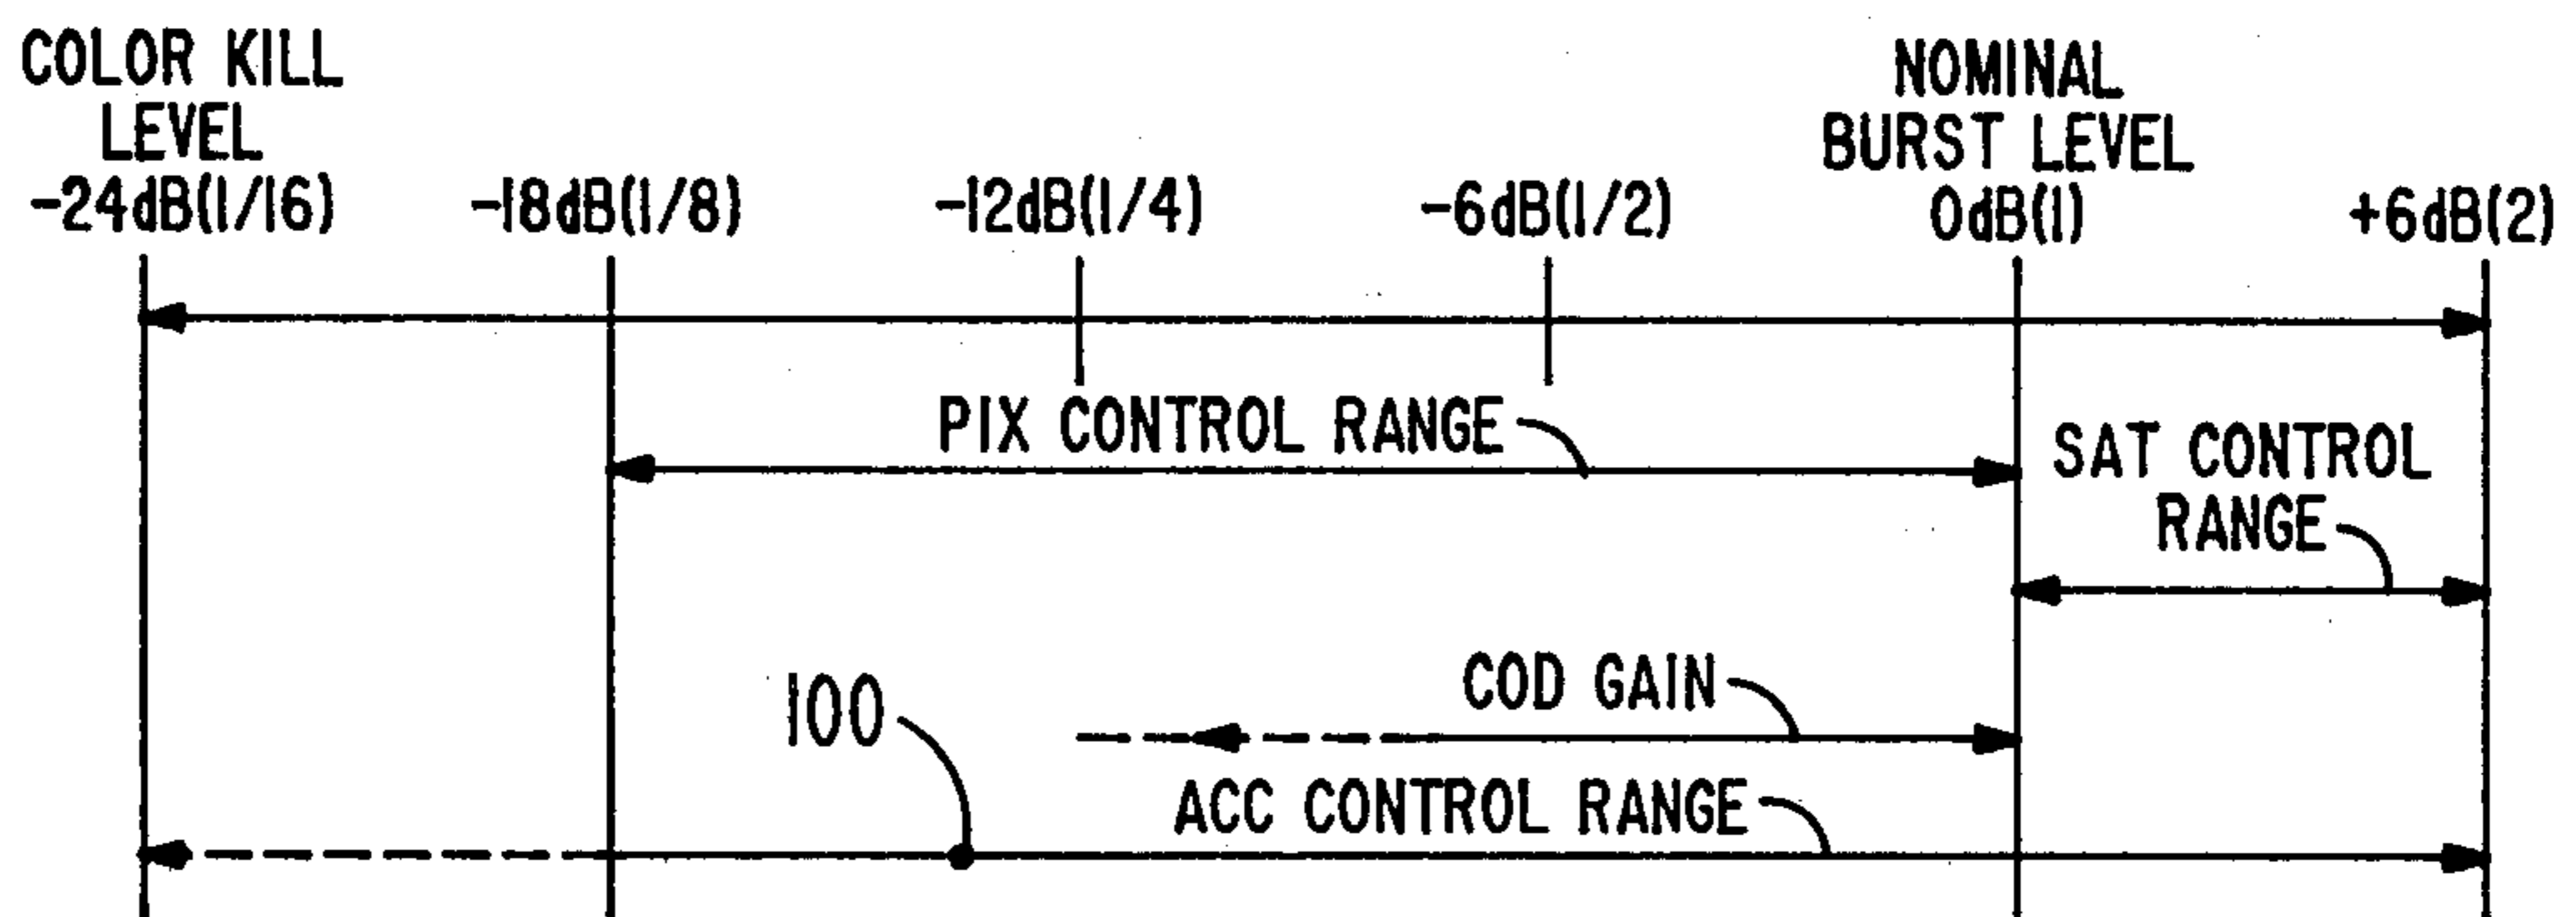 COLOR KILL
LEVEL
-24dB(1/16)
-18dB(1/8)
-12dB(1/4)
-6dB(1/2)
NOMINAL
BURST LEVEL
0dB(1)
+6dB(2)
PIX CONTROL RANGE
SAT CONTROL
RANGE
COD GAIN
100
ACC CONTROL RANGE